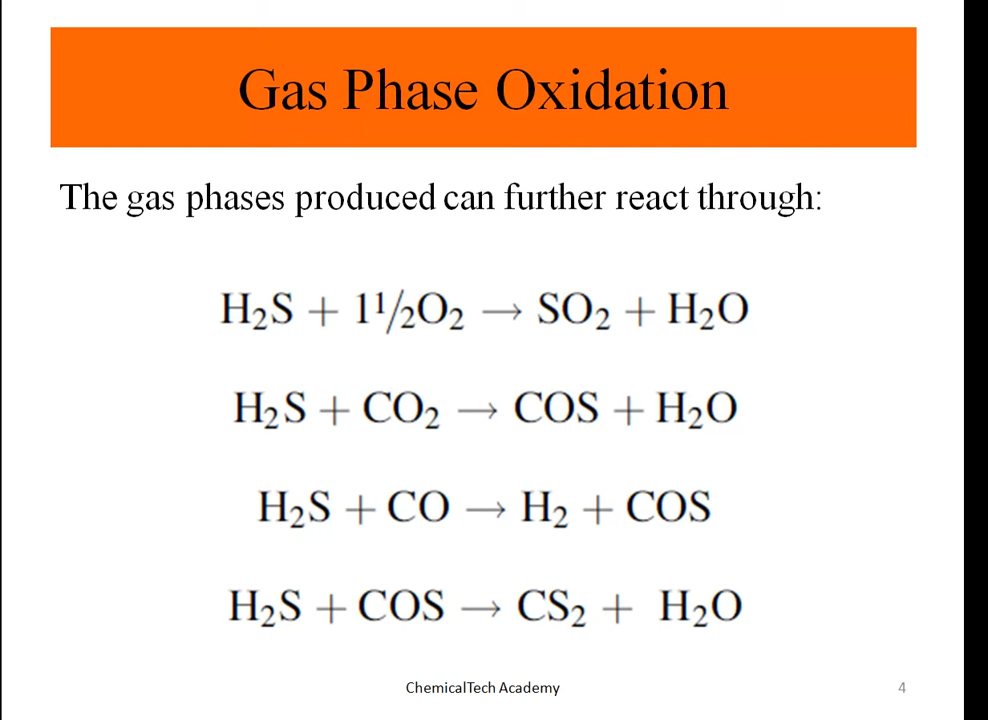 Gas Phase Oxidation
The gas phases produced can further react through:
H₂S + 1½O₂ → SO₂ + H₂O
H₂S + CO₂ → COS + H₂O
H₂S + CO → H₂ + COS
H₂S + COS → CS₂ + H₂O
ChemicalTech Academy
4